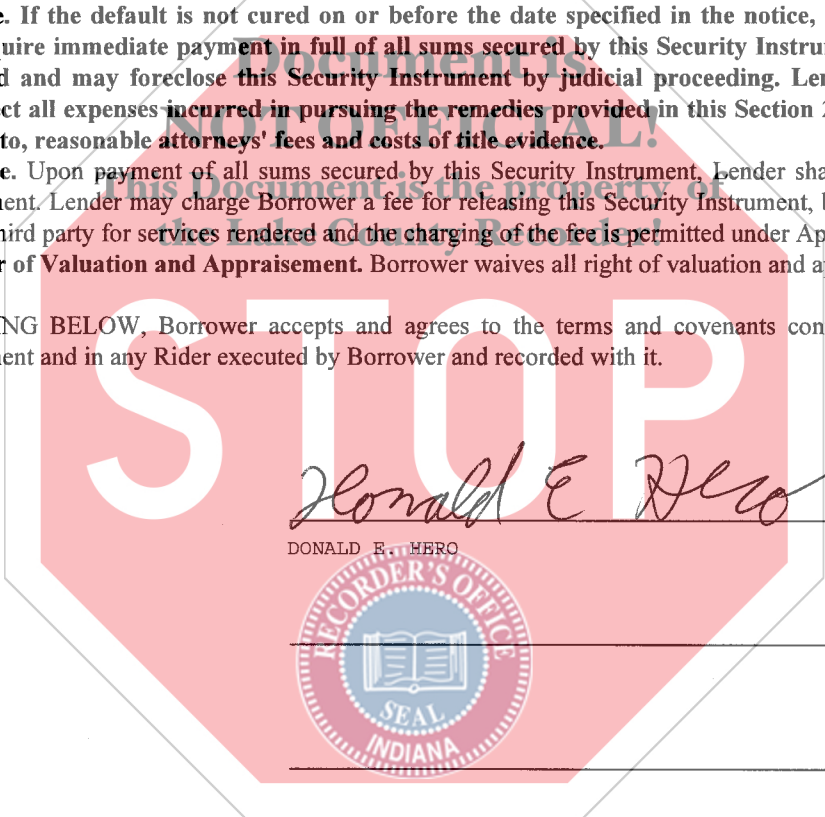 e. If the default is not cured on or before the date specified in the notice,
quire immediate payment in full of all sums secured by this Security Instru
d and may foreclose this Security Instrument by judicial proceeding. Le
ct all expenses incurred in pursuing the remedies provided in this Section 2
to, reasonable attorneys' fees and costs of title evidence.
e. Upon payment of all sums secured by this Security Instrument, Lender sha
nent. Lender may charge Borrower a fee for releasing this Security Instrument, b
hird party for services rendered and the charging of the fee is permitted under Ap
r of Valuation and Appraisement. Borrower waives all right of valuation and a
NG BELOW, Borrower accepts and agrees to the terms and covenants con
nent and in any Rider executed by Borrower and recorded with it.
Document is
NOT OFFICIAL!
This Document is the property of
the Lake County Recorder!
STOP
Donald E Hero
DONALD E. HERO
RECORDER'S OFFICE
SEAL
INDIANA